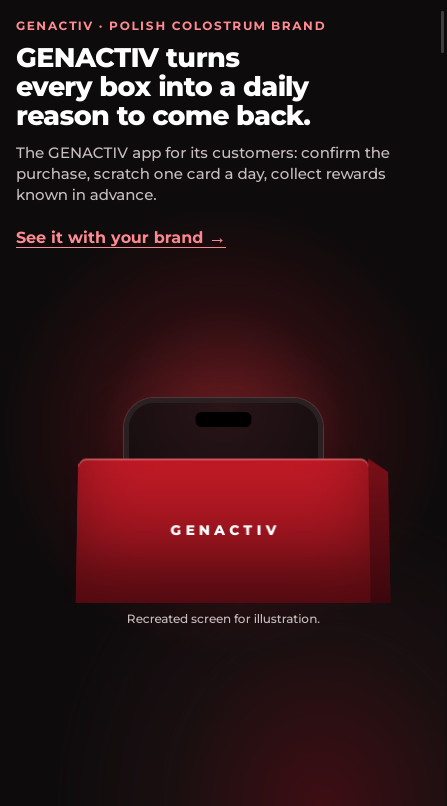 GENACTIV · POLISH COLOSTRUM BRAND
GENACTIV turns
every box into a daily
reason to come back.
The GENACTIV app for its customers: confirm the
purchase, scratch one card a day, collect rewards
known in advance.
See it with your brand →
GENACTIV
Recreated screen for illustration.